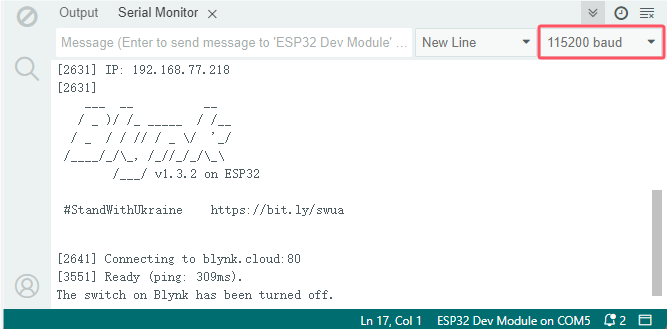 Output Serial Monitor
Message (Enter to send message to 'ESP32 Dev Module' ... New Line 115200 baud
[2631] IP: 192.168.77.218
[2631]
    ___  __          __
   / _ )/ /_ _____  / /__
  / _  / / // / _ \/  '_/
 /____/_/\_, /_//_/_/\_\
        /___/ v1.3.2 on ESP32
#StandWithUkraine    https://bit.ly/swua
[2641] Connecting to blynk.cloud:80
[3551] Ready (ping: 309ms).
The switch on Blynk has been turned off.
Ln 17, Col 1 ESP32 Dev Module on COM5 2